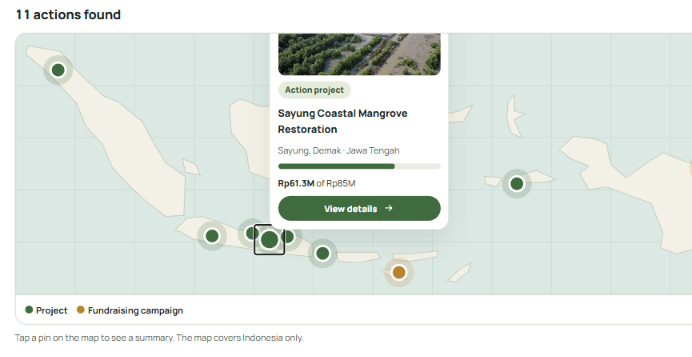 11 actions found
Action project
Sayung Coastal Mangrove
Restoration
Sayung, Demak · Jawa Tengah
Rp61.3M of Rp85M
View details →
Project
Fundraising campaign
Tap a pin on the map to see a summary. The map covers Indonesia only.